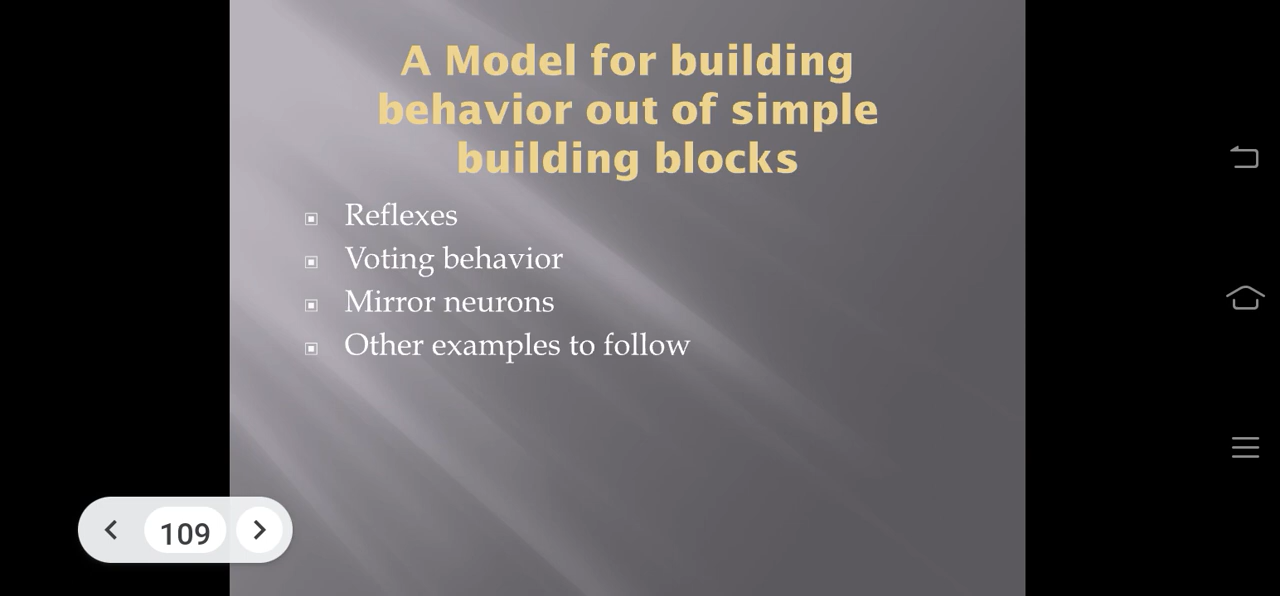 A Model for building
behavior out of simple
building blocks
Reflexes
Voting behavior
Mirror neurons
Other examples to follow
109